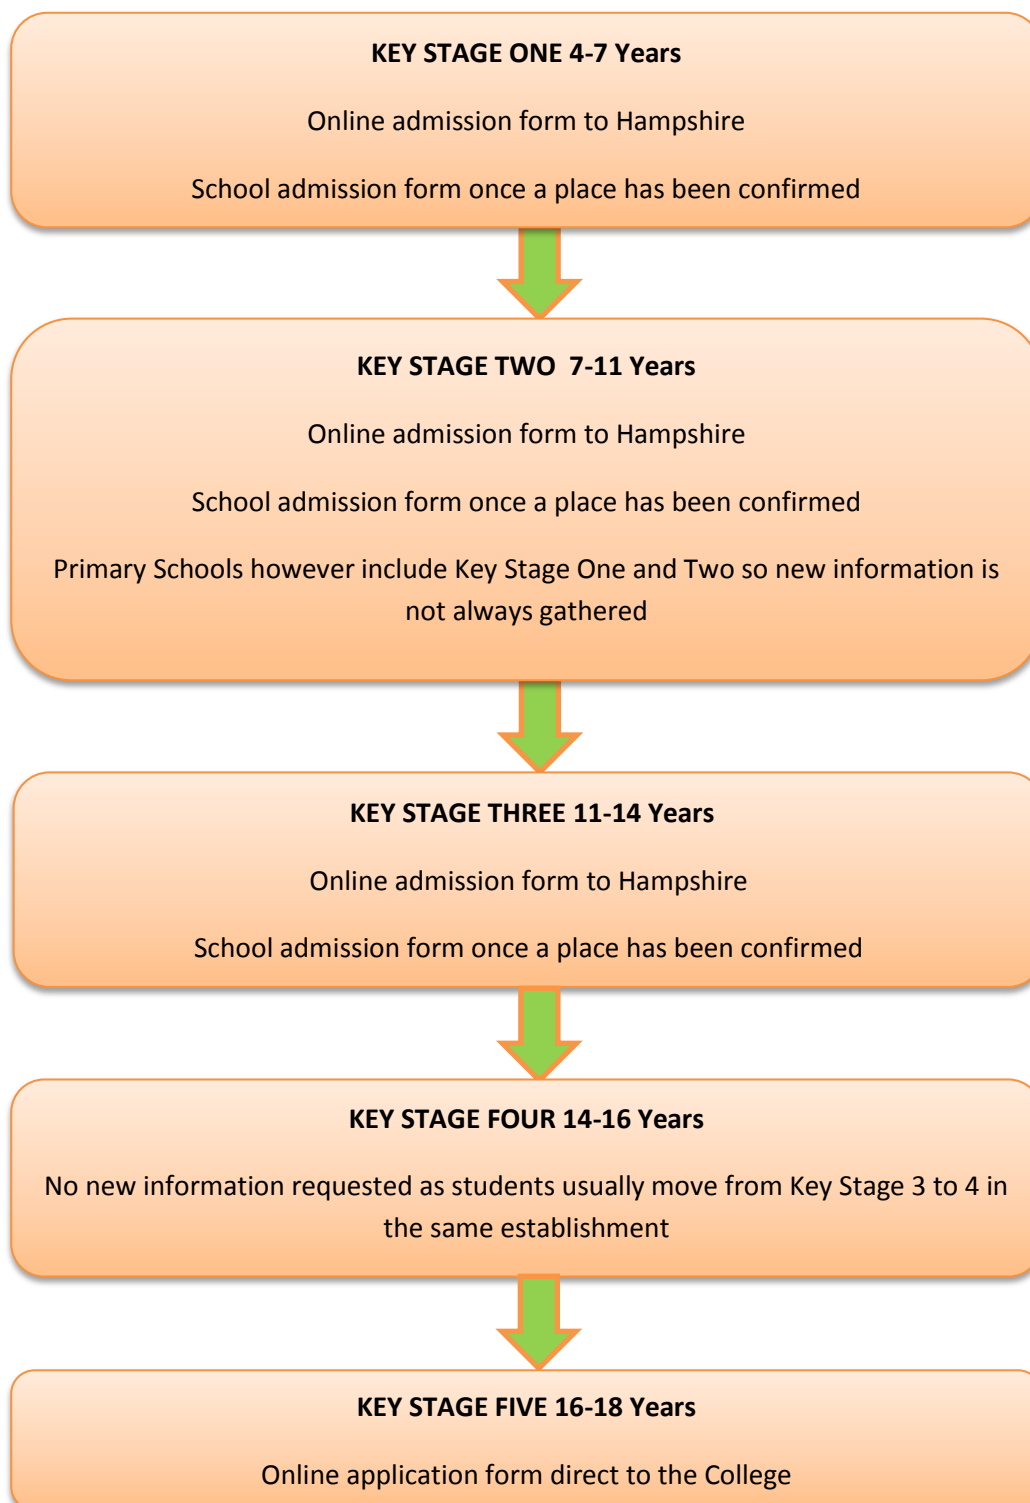 KEY STAGE ONE 4-7 Years
Online admission form to Hampshire
School admission form once a place has been confirmed
KEY STAGE TWO  7-11 Years
Online admission form to Hampshire
School admission form once a place has been confirmed
Primary Schools however include Key Stage One and Two so new information is
not always gathered
KEY STAGE THREE 11-14 Years
Online admission form to Hampshire
School admission form once a place has been confirmed
KEY STAGE FOUR 14-16 Years
No new information requested as students usually move from Key Stage 3 to 4 in
the same establishment
KEY STAGE FIVE 16-18 Years
Online application form direct to the College